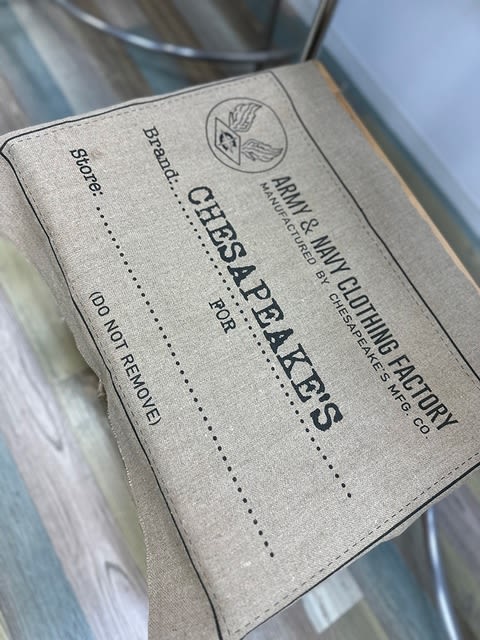 ARMY & NAVY CLOTHING FACTORY
MANUFACTURED BY CHESAPEAKE'S MFG. CO.
Brand: CHESAPEAKE'S
FOR
Store:
(DO NOT REMOVE)